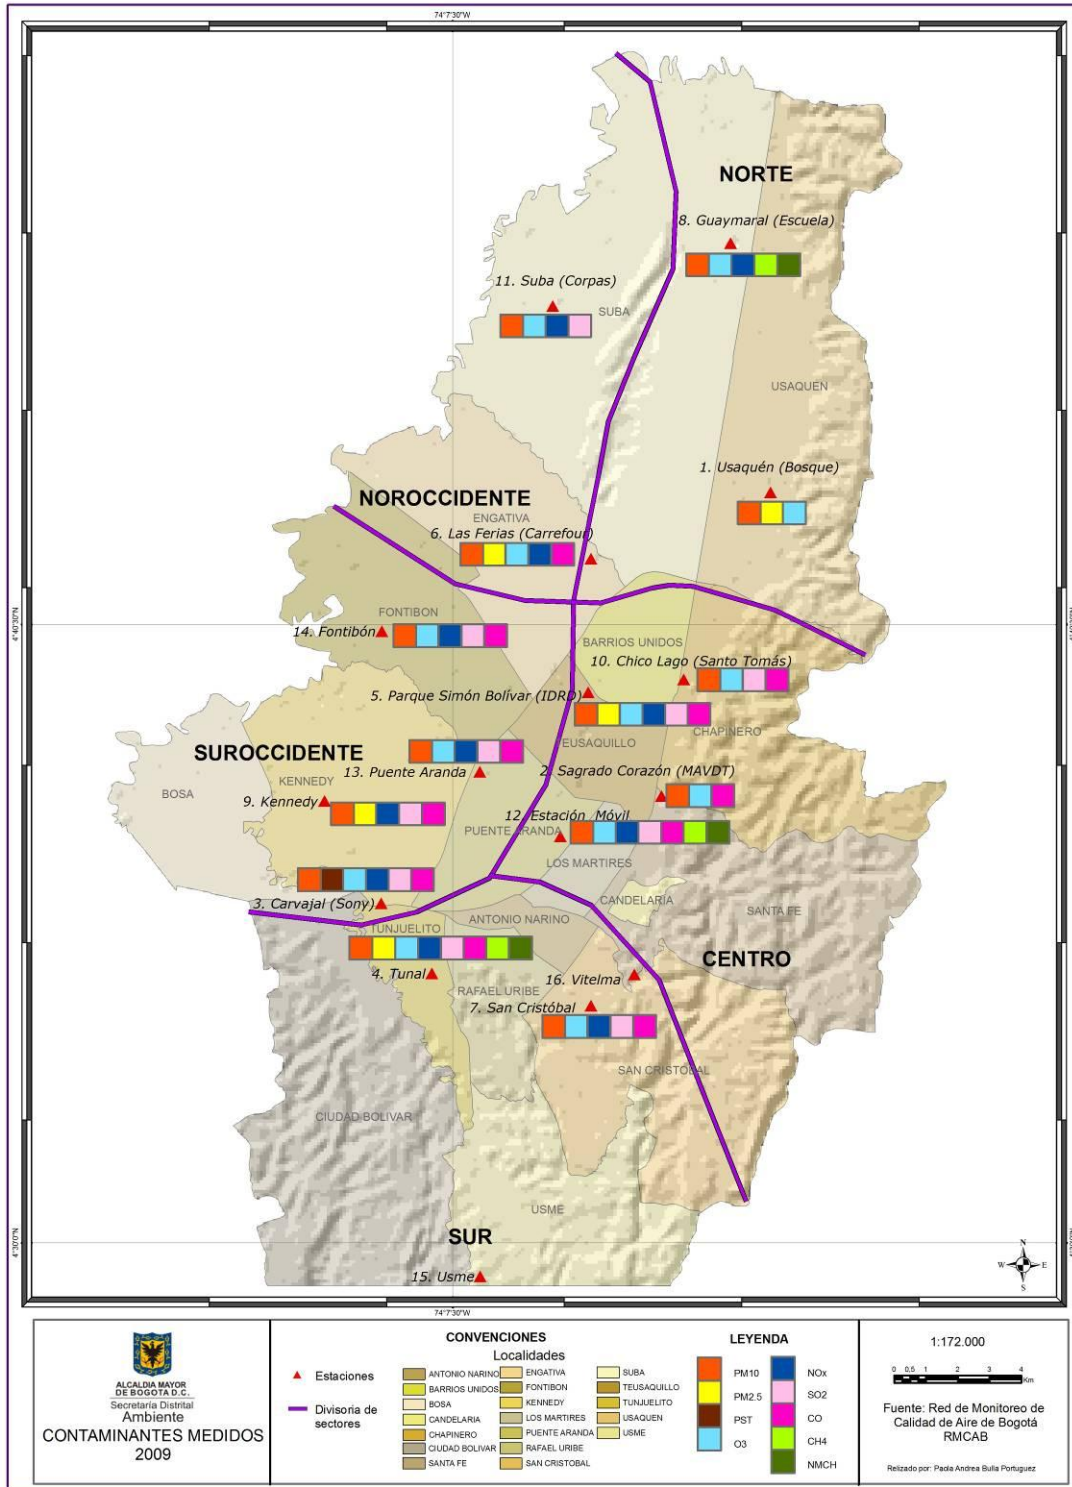 74°7'30"W
NORTE
8. Guaymaral (Escuela)
11. Suba (Corpas)
SUBA
USAQUEN
1. Usaquén (Bosque)
NOROCCIDENTE
ENGATIVA
6. Las Ferias (Carrefour)
4°40'30"N
FONTIBON
14. Fontibón
BARRIOS UNIDOS
10. Chico Lago (Santo Tomás)
5. Parque Simón Bolívar (IDRD)
CHAPINERO
TEUSAQUILLO
SUROCCIDENTE
13. Puente Aranda
2. Sagrado Corazón (MAVDT)
KENNEDY
BOSA
9. Kennedy
12. Estación Móvil
PUENTE ARANDA
LOS MARTIRES
CANDELARIA
3. Carvajal (Sony)
SANTA FE
ANTONIO NARINO
TUNJUELITO
CENTRO
4. Tunal
16. Vitelma
RAFAEL URIBE
7. San Cristóbal
SAN CRISTOBAL
CIUDAD BOLIVAR
USME
SUR
4°30'0"N
15. Usme
N
W E
S
74°7'30"W
ALCALDIA MAYOR
DE BOGOTA D.C.
Secretaría Distrital
Ambiente
CONTAMINANTES MEDIDOS
2009
CONVENCIONES
Localidades
Estaciones
Divisoria de
sectores
ANTONIO NARINO
BARRIOS UNIDOS
BOSA
CANDELARIA
CHAPINERO
CIUDAD BOLIVAR
SANTA FE
ENGATIVA
FONTIBON
KENNEDY
LOS MARTIRES
PUENTE ARANDA
RAFAEL URIBE
SAN CRISTOBAL
SUBA
TEUSAQUILLO
TUNJUELITO
USAQUEN
USME
LEYENDA
PM10
PM2.5
PST
O3
NOx
SO2
CO
CH4
NMCH
1:172.000
0 0,5 1 2 3 4
Km
Fuente: Red de Monitoreo de
Calidad de Aire de Bogotá
RMCAB
Relizado por: Paola Andrea Bulla Portuguez